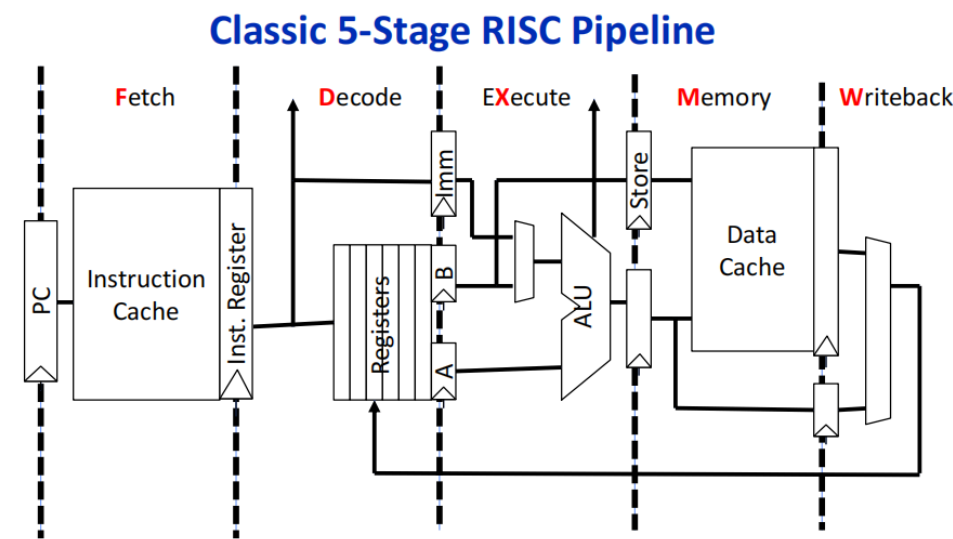 Classic 5-Stage RISC Pipeline
Fetch
Decode
EXecute
Memory
Writeback
PC
Instruction
Cache
Inst. Register
Registers
Imm
B
A
ALU
Store
Data
Cache